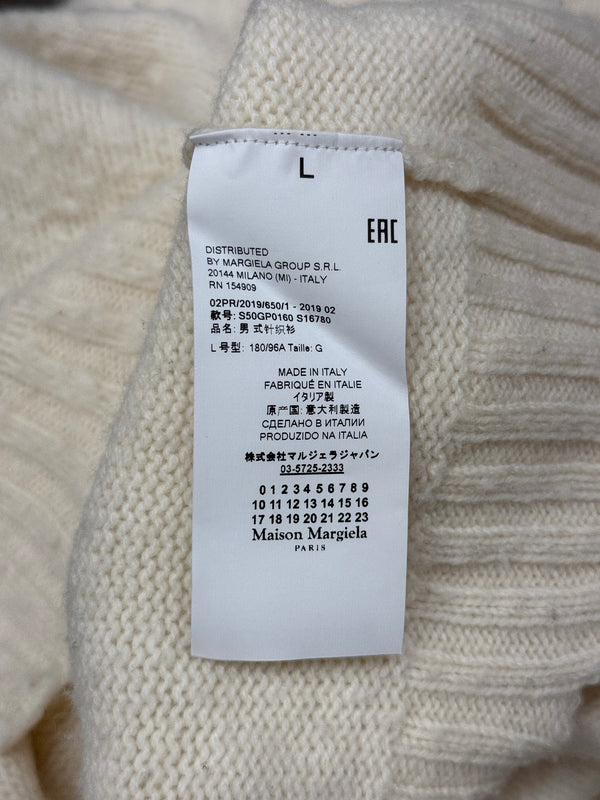 L
EAC
DISTRIBUTED
BY MARGIELA GROUP S.R.L.
20144 MILANO (MI) - ITALY
RN 154909
02PR/2019/650/1 - 2019 02
款号: S50GP0160 S16780
品名: 男 式针织衫
L 号型: 180/96A Taille: G
MADE IN ITALY
FABRIQUÉ EN ITALIE
イタリア製
原产国: 意大利製造
СДЕЛАНО В ИТАЛИИ
PRODUZIDO NA ITALIA
株式会社マルジェラジャパン
03-5725-2333
0 1 2 3 4 5 6 7 8 9
10 11 12 13 14 15 16
17 18 19 20 21 22 23
Maison Margiela
PARIS